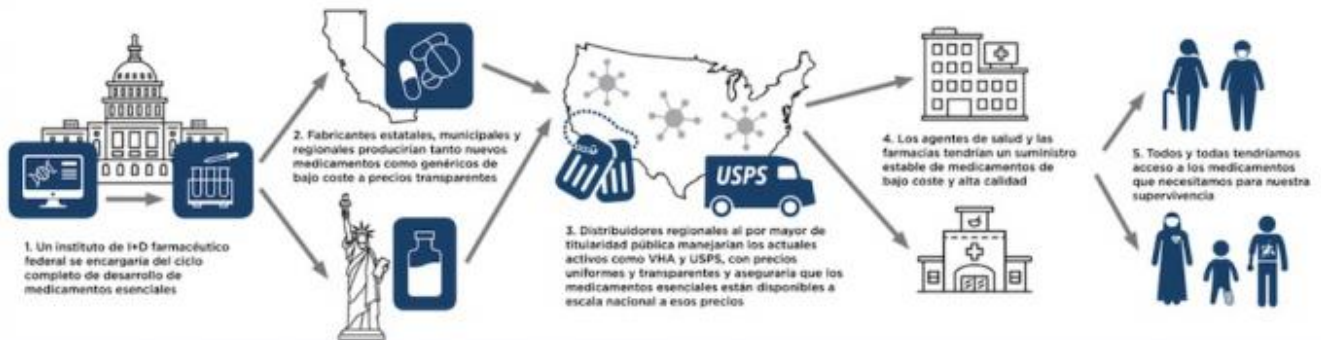 1. Un instituto de I+D farmacéutico
federal se encargaría del ciclo
completo de desarrollo de
medicamentos esenciales
2. Fabricantes estatales, municipales y
regionales producirían tanto nuevos
medicamentos como genéricos de
bajo coste a precios transparentes
USPS
3. Distribuidores regionales al por mayor de
titularidad pública manejarían los actuales
activos como VHA y USPS, con precios
uniformes y transparentes y aseguraría que los
medicamentos esenciales están disponibles a
escala nacional a esos precios
4. Los agentes de salud y las
farmacias tendrían un suministro
estable de medicamentos de
bajo coste y alta calidad
5. Todos y todas tendríamos
acceso a los medicamentos
que necesitamos para nuestra
supervivencia